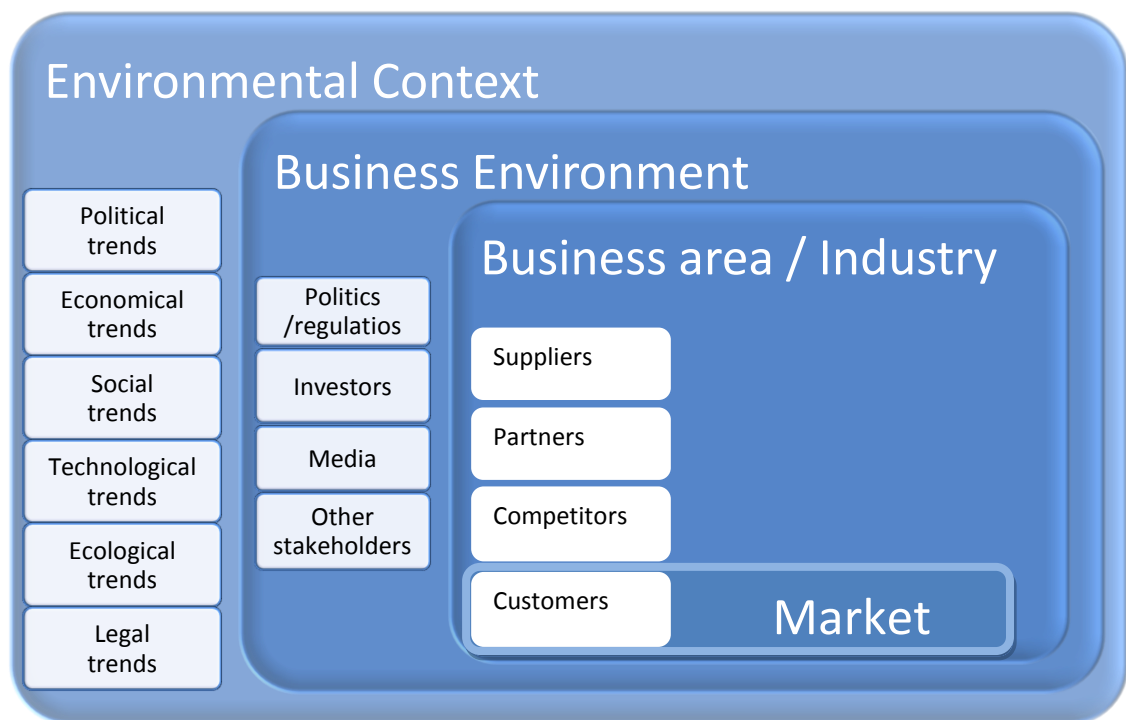 Environmental Context
Business Environment
Business area / Industry
Political
trends
Economical
trends
Social
trends
Technological
trends
Ecological
trends
Legal
trends
Politics
/regulatios
Investors
Media
Other
stakeholders
Suppliers
Partners
Competitors
Customers
Market